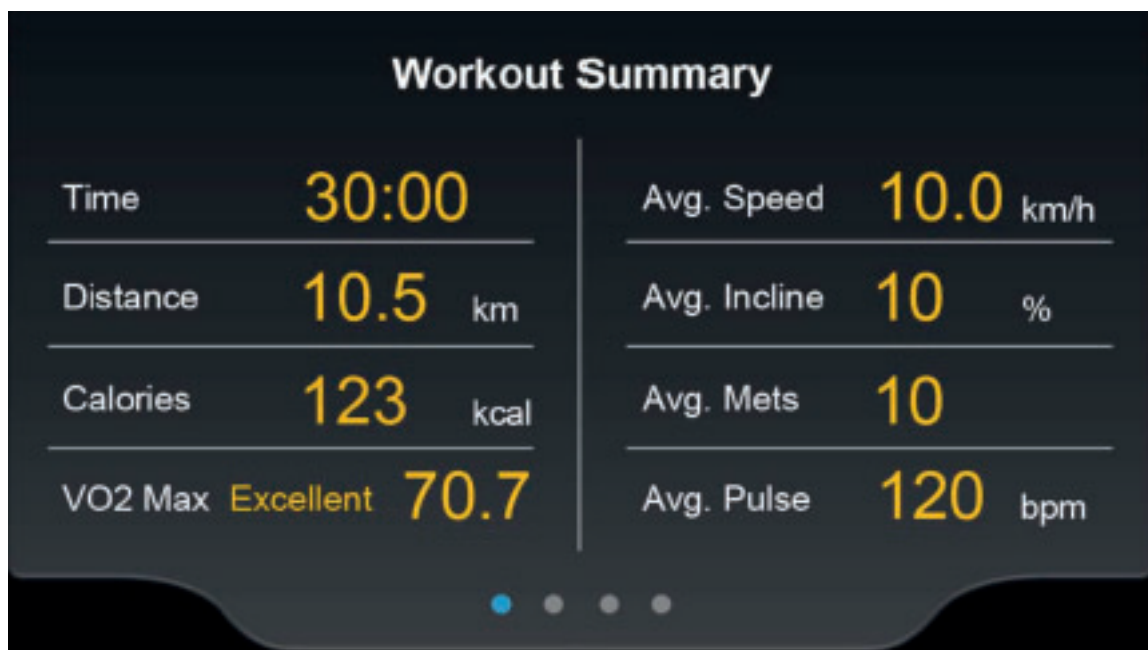 Workout Summary
Time 30:00
Distance 10.5 km
Calories 123 kcal
VO2 Max Excellent 70.7
Avg. Speed 10.0 km/h
Avg. Incline 10 %
Avg. Mets 10
Avg. Pulse 120 bpm